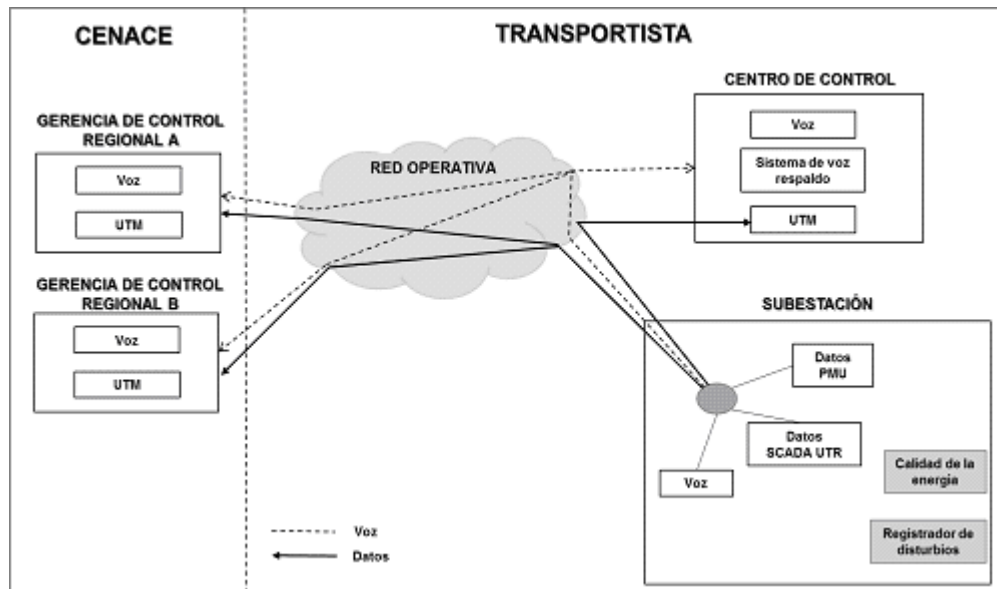 CENACE
TRANSPORTISTA
GERENCIA DE CONTROL
REGIONAL A
Voz
UTM
GERENCIA DE CONTROL
REGIONAL B
Voz
UTM
RED OPERATIVA
CENTRO DE CONTROL
Voz
Sistema de voz
respaldo
UTM
SUBESTACIÓN
Datos
PMU
Datos
SCADA UTR
Voz
Calidad de la
energía
Registrador de
disturbios
Voz
Datos